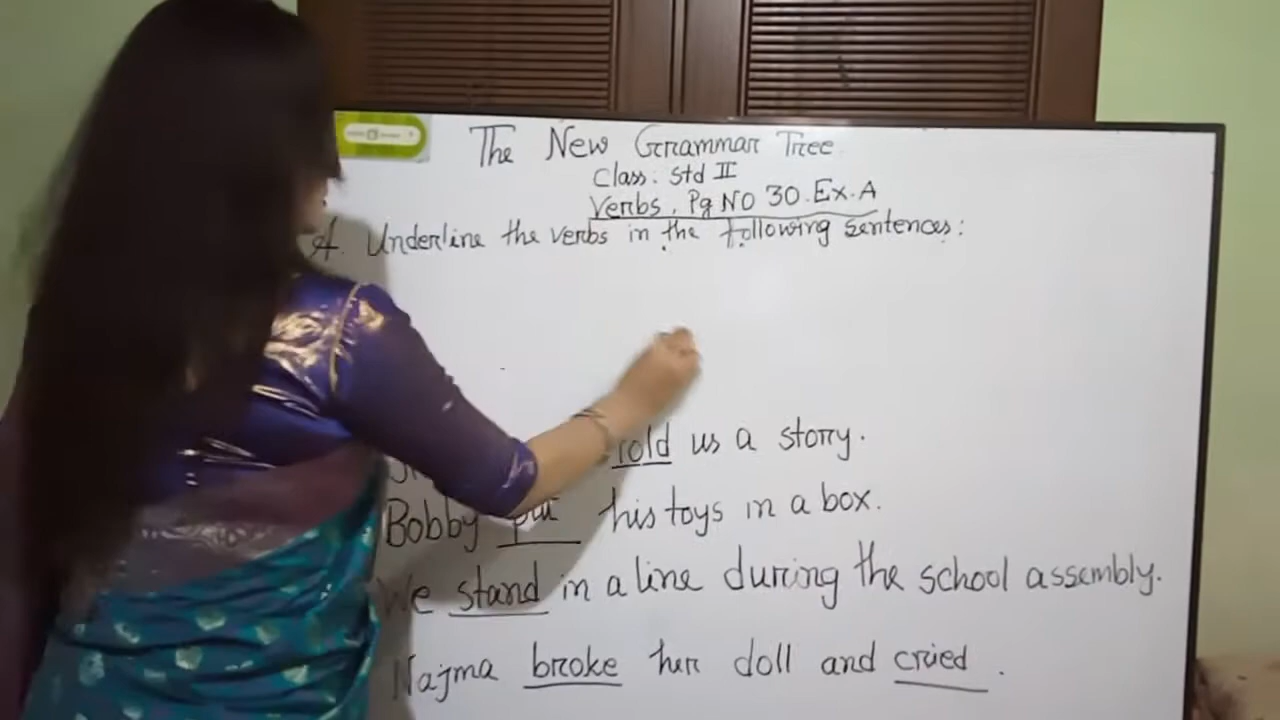 The New Grammar Tree
Class: Std II
Verbs, Pg NO 30. Ex. A
A. Underline the verbs in the following sentences:
told us a story.
Bobby put his toys in a box.
We stand in a line during the school assembly.
Najma broke her doll and cried.